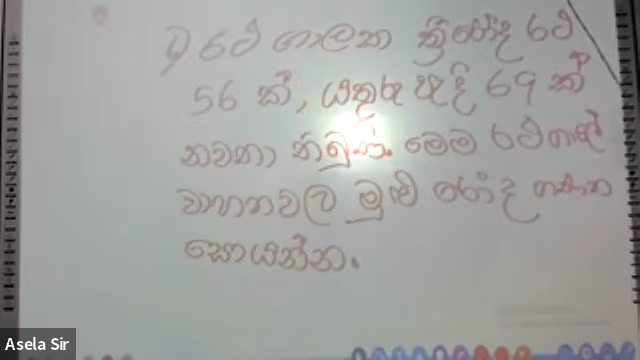 රථ ගාලක ත්‍රීරෝද රථ
56 ක්, යතුරු පැදි 69 ක්
නවතා තිබුණි. මෙම රථගාලේ
වාහනවල මුළු රෝද ගණන
සොයන්න.
Asela Sir